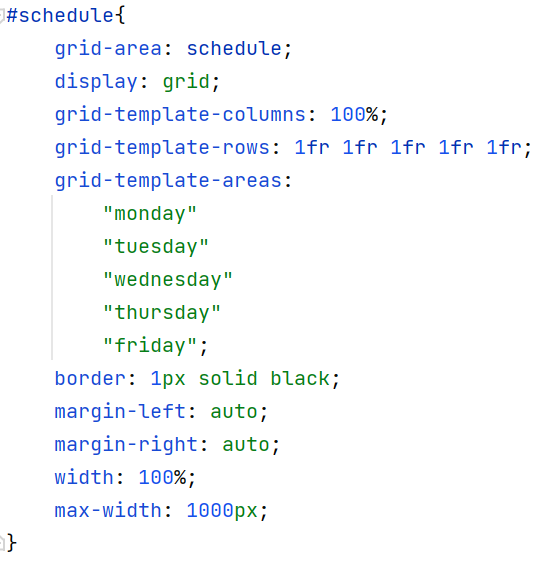 #schedule{
    grid-area: schedule;
    display: grid;
    grid-template-columns: 100%;
    grid-template-rows: 1fr 1fr 1fr 1fr 1fr;
    grid-template-areas:
        "monday"
        "tuesday"
        "wednesday"
        "thursday"
        "friday";
    border: 1px solid black;
    margin-left: auto;
    margin-right: auto;
    width: 100%;
    max-width: 1000px;
}